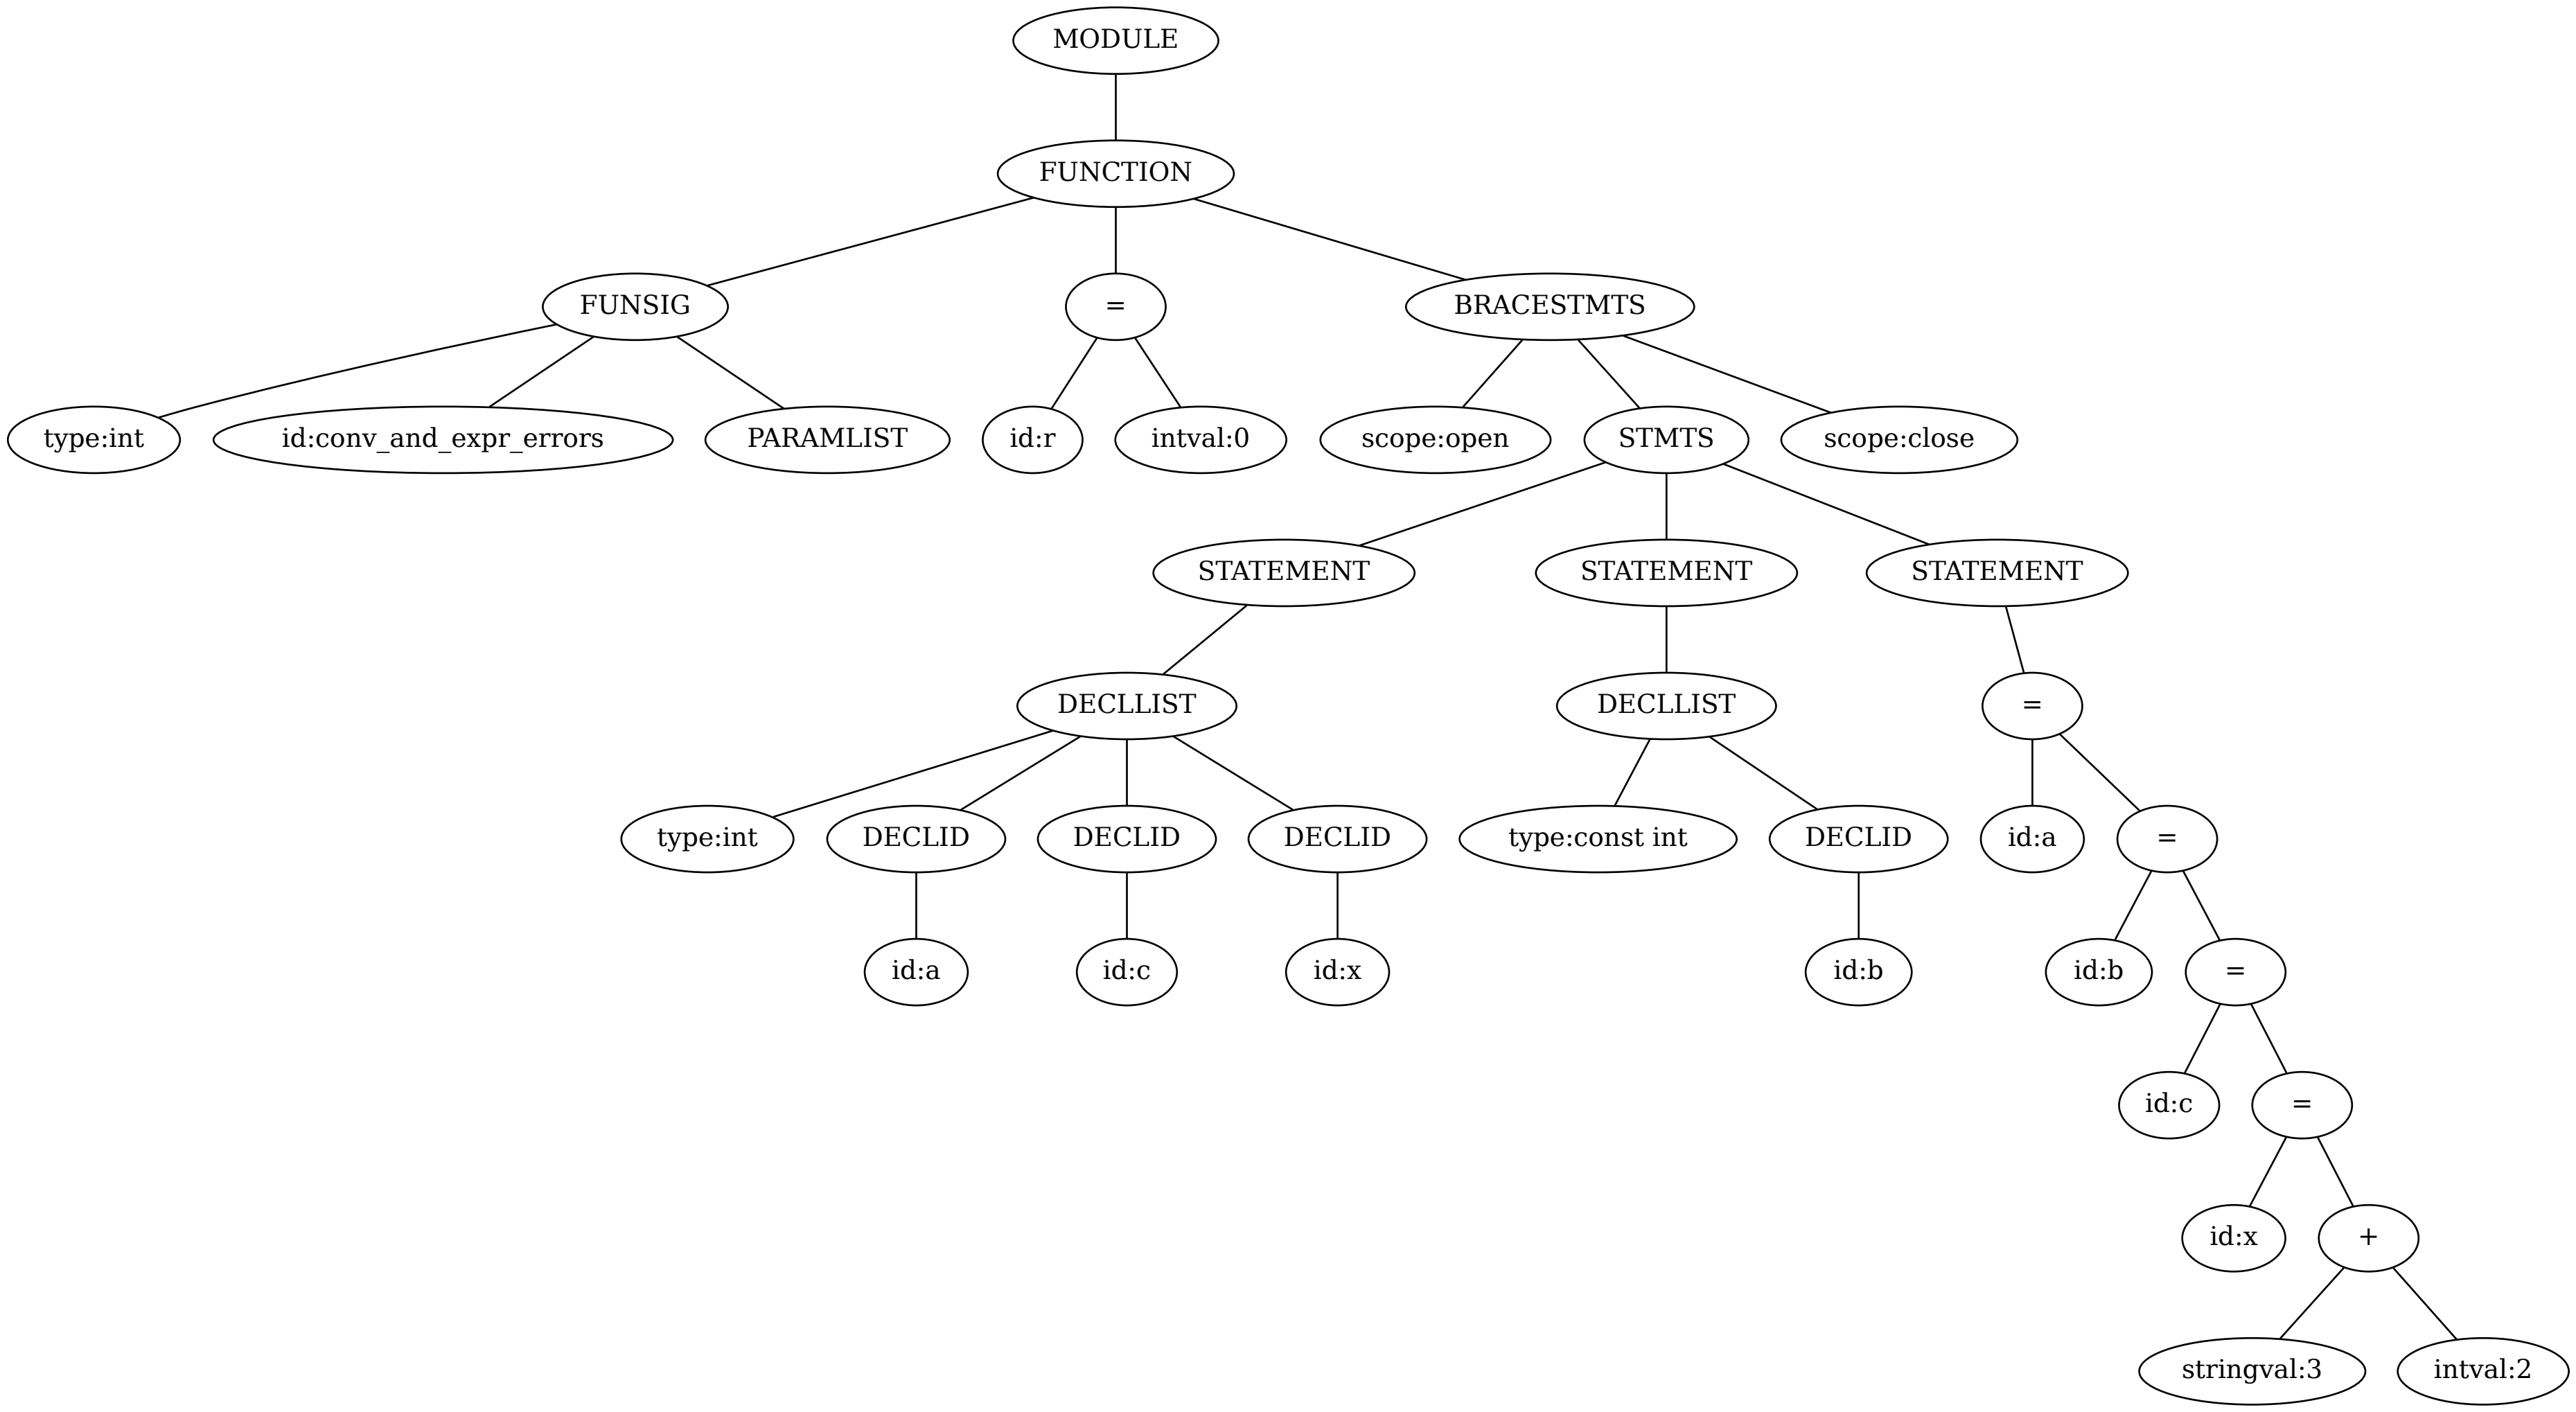 MODULE
FUNCTION
FUNSIG = BRACESTMTS
type:int id:conv_and_expr_errors PARAMLIST id:r intval:0 scope:open STMTS scope:close
STATEMENT STATEMENT STATEMENT
DECLLIST DECLLIST =
type:int DECLID DECLID DECLID type:const int DECLID id:a =
id:a id:c id:x id:b id:b =
id:c =
id:x +
stringval:3 intval:2